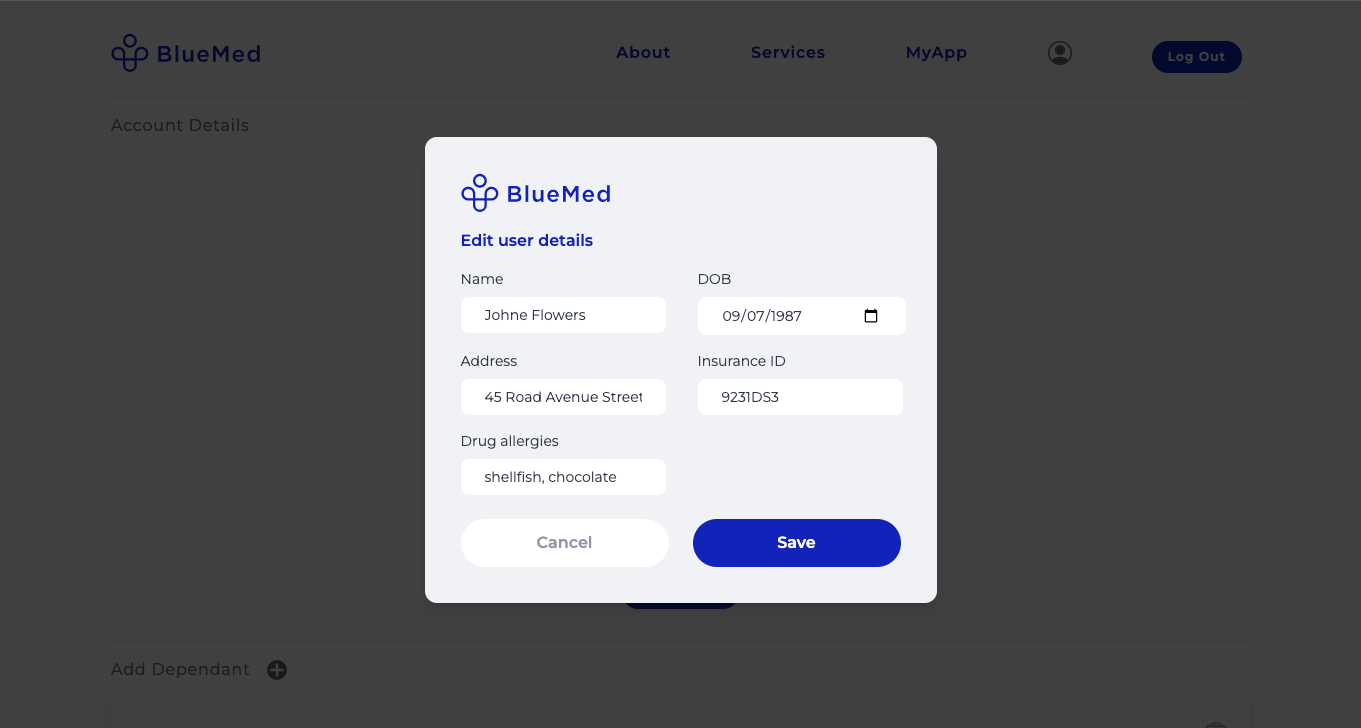 BlueMed
About
Services
MyApp
Log Out
Account Details
BlueMed
Edit user details
Name
DOB
Johne Flowers
09/07/1987
Address
Insurance ID
45 Road Avenue Street
9231DS3
Drug allergies
shellfish, chocolate
Cancel
Save
Add Dependant